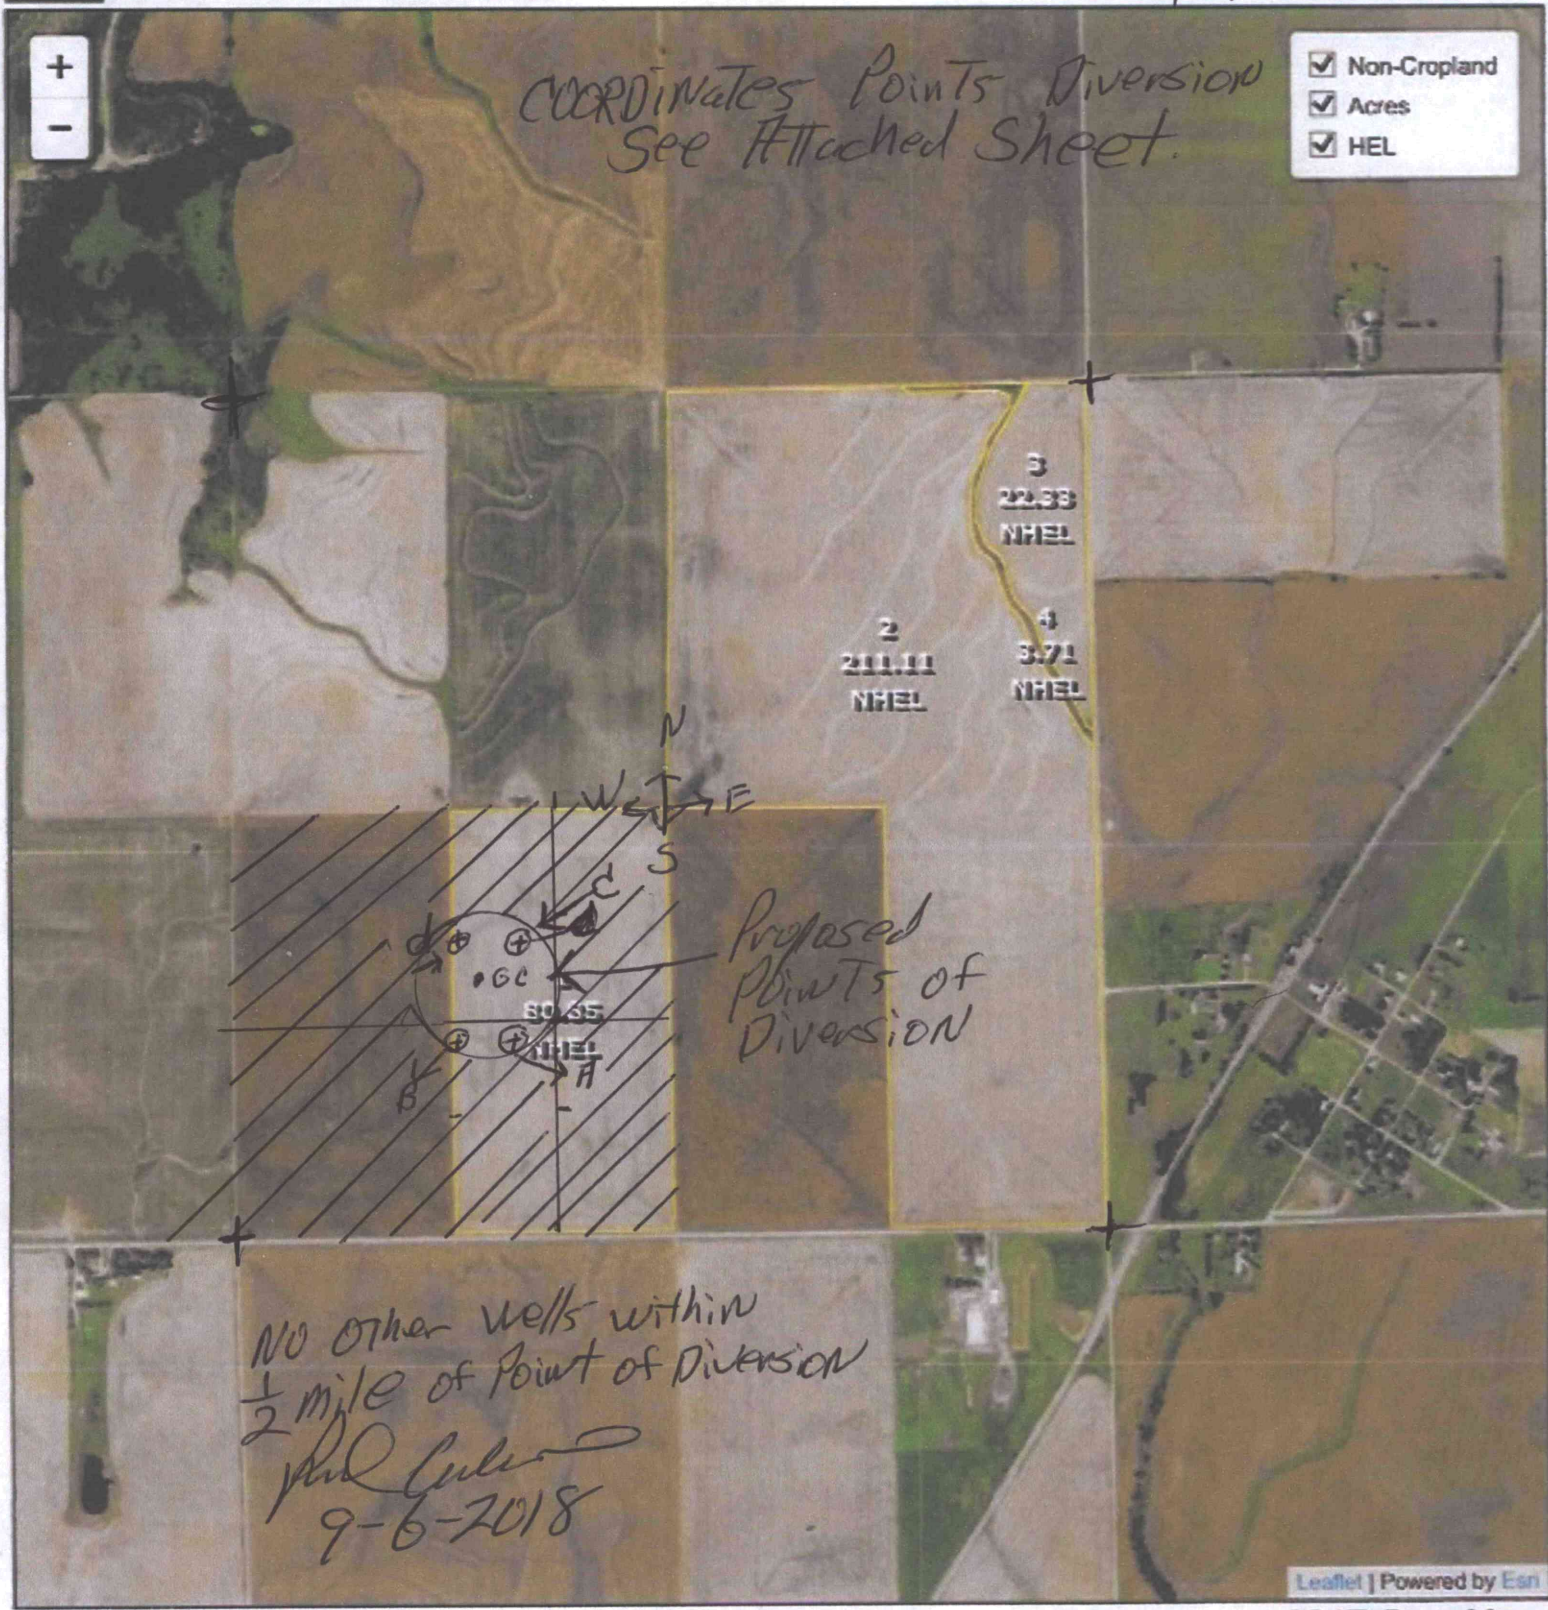 +
−
COORDiNaTes PoinTs Diversion
See ATTached Sheet.
Non-Cropland
Acres
HEL
3
22.33
NHEL
2
211.11
NHEL
4
3.71
NHEL
N
W E
S
C
d
GC
NHEL
A
B
Proposed
PoinTs of
Diversion
No other wells within
1/2 mile of Point of Diversion
9-6-2018
Leaflet | Powered by Esri